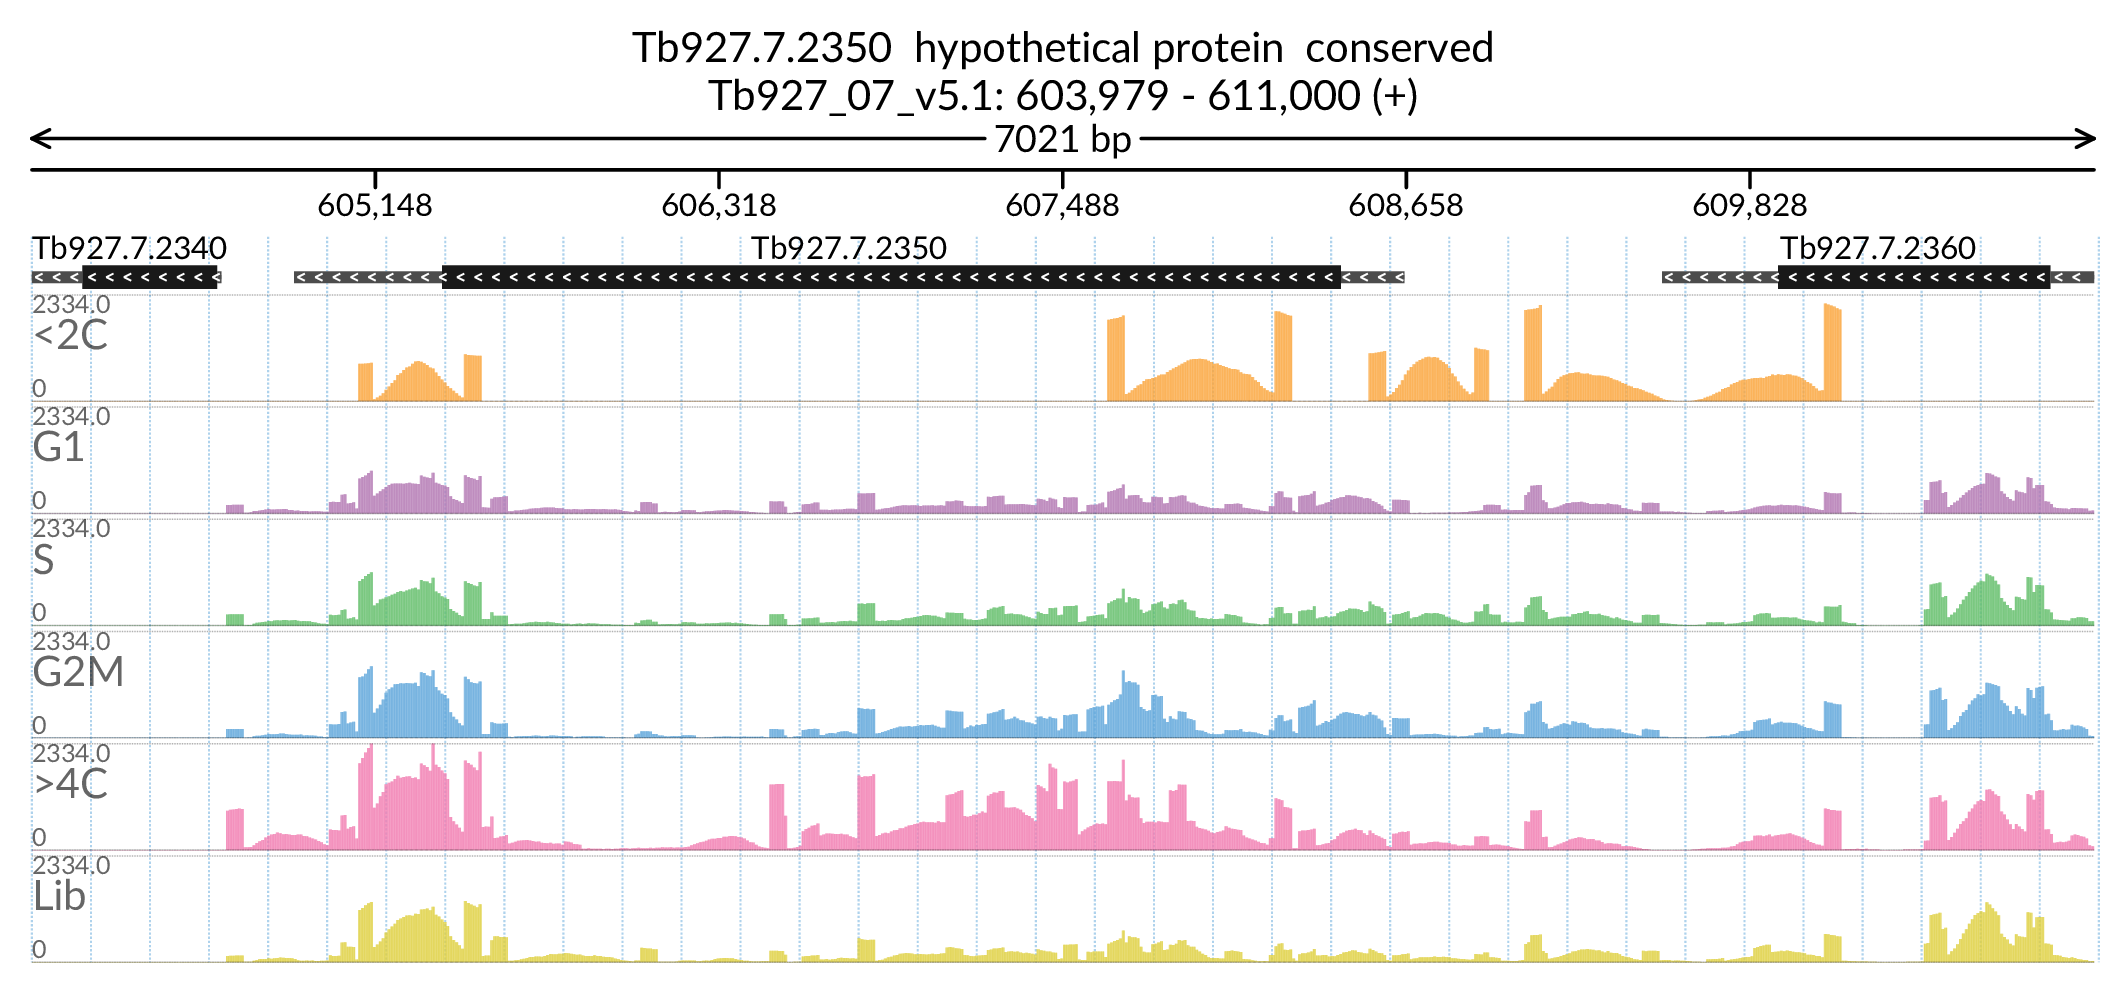 Tb927.7.2350  hypothetical protein  conserved
Tb927_07_v5.1: 603,979 - 611,000 (+)
7021 bp
605,148 606,318 607,488 608,658 609,828
Tb927.7.2340 Tb927.7.2350 Tb927.7.2360
2334.0
<2C
0
2334.0
G1
0
2334.0
S
0
2334.0
G2M
0
2334.0
>4C
0
2334.0
Lib
0